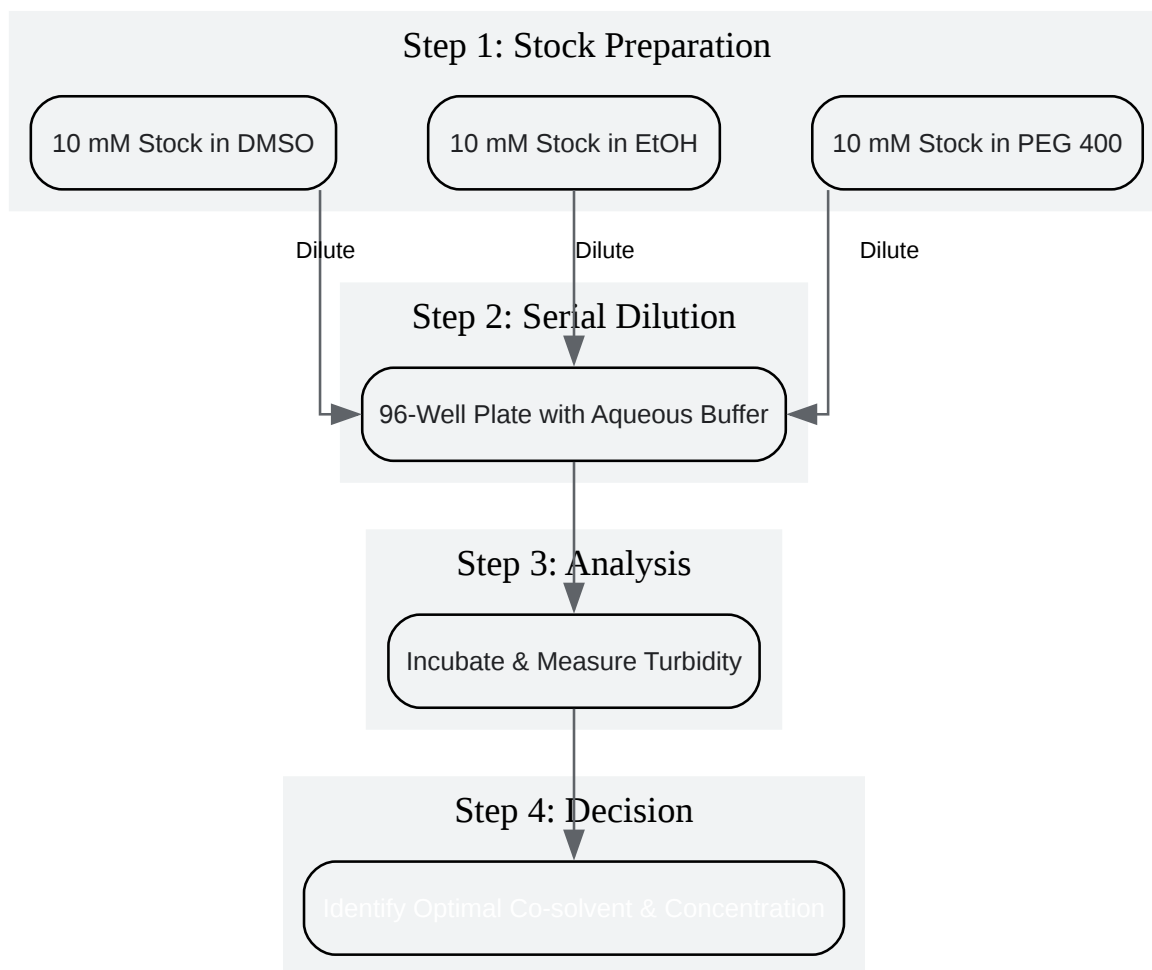 Step 1: Stock Preparation
10 mM Stock in DMSO
10 mM Stock in EtOH
10 mM Stock in PEG 400
Dilute
Dilute
Dilute
Step 2: Serial Dilution
96-Well Plate with Aqueous Buffer
Step 3: Analysis
Incubate & Measure Turbidity
Step 4: Decision
Identify Optimal Co-solvent & Concentration